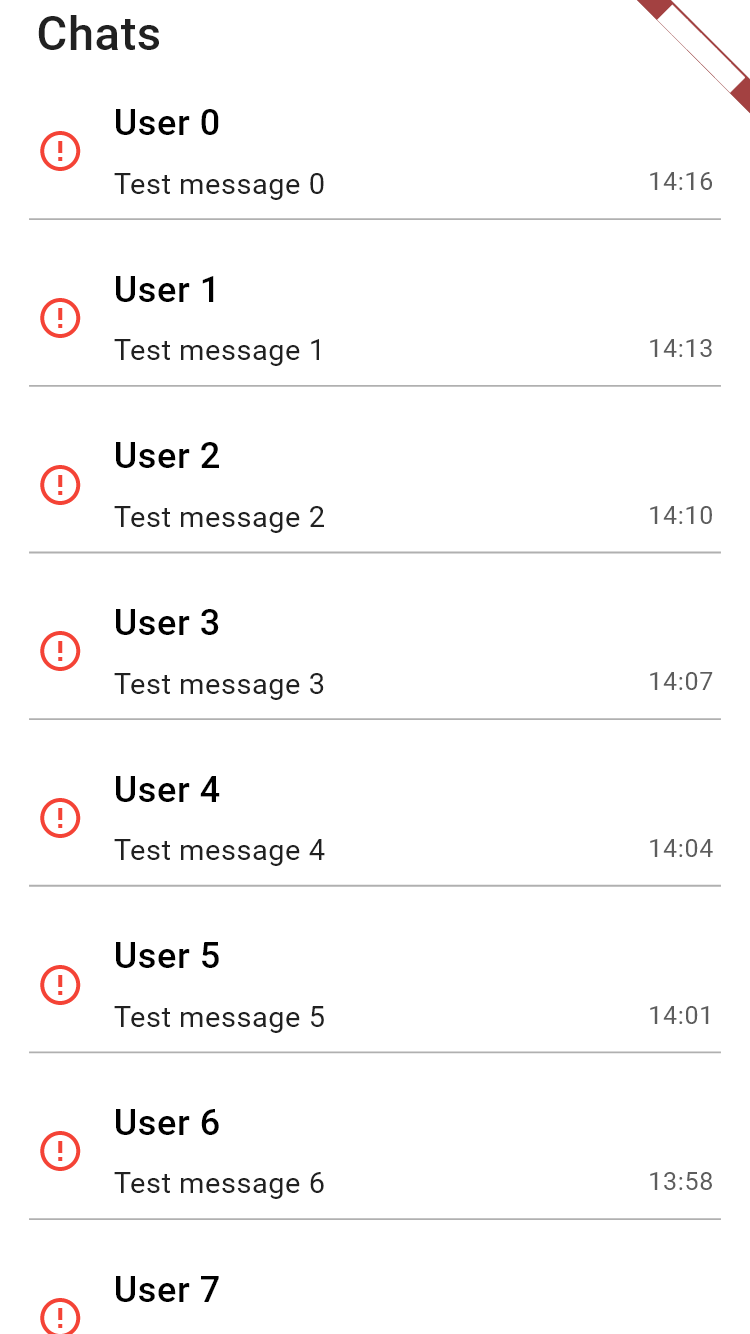 Chats
User 0
Test message 0 14:16
User 1
Test message 1 14:13
User 2
Test message 2 14:10
User 3
Test message 3 14:07
User 4
Test message 4 14:04
User 5
Test message 5 14:01
User 6
Test message 6 13:58
User 7